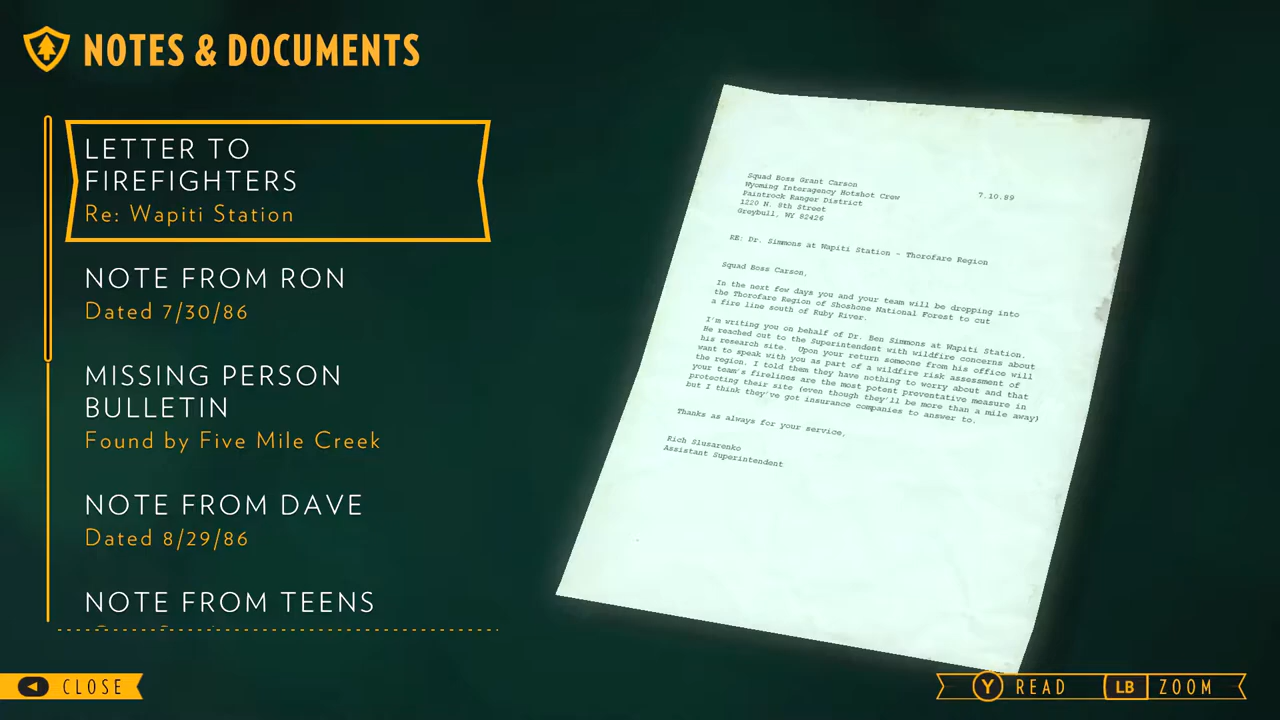 NOTES & DOCUMENTS
LETTER TO
FIREFIGHTERS
Re: Wapiti Station
NOTE FROM RON
Dated 7/30/86
MISSING PERSON
BULLETIN
Found by Five Mile Creek
NOTE FROM DAVE
Dated 8/29/86
NOTE FROM TEENS
CLOSE
Squad Boss Grant Carson
7.10.89
Wyoming Interagency Hotshot Crew
Paintrock Ranger District
1220 N. 8th Street
Greybull, WY 82426
RE: Dr. Simmons at Wapiti Station - Thorofare Region
Squad Boss Carson,
In the next few days you and your team will be dropping into
the Thorofare Region of Shoshone National Forest to cut
a fire line south of Ruby River.
I'm writing you on behalf of Dr. Ben Simmons at Wapiti Station.
He reached out to the Superintendent with wildfire concerns about
his research site. Upon your return someone from his office will
want to speak with you as part of a wildfire risk assessment of
the region. I told them they have nothing to worry about and that
your team's firelines are the most potent preventative measure in
protecting their site (even though they'll be more than a mile away)
but I think they've got insurance companies to answer to.
Thanks as always for your service,
Rich Slusarenko
Assistant Superintendent
Y READ
LB ZOOM